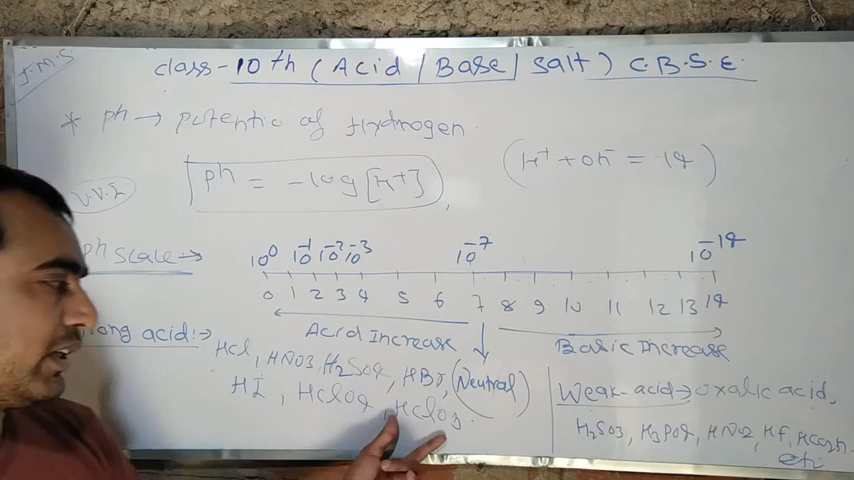 J.M.S
class-10th (Acid/Base/salt) C.B.S.E.
* pH → potentio of Hydrogen.
V.V.I
pH = -log[H+],
(H+ + OH- = 14)
pH scale →
10^0 10^-1 10^-2 10^-3 10^-7 10^-14
0 1 2 3 4 5 6 7 8 9 10 11 12 13 14
Acid Increase
Basic Increase
ong acid:→
HCl, HNO3 H2SO4, HBr,
(Neutral)
HI, HClO4, HClO3.
Weak-acid → Oxalic acid,
H2SO3, H3PO4, HNO2, Hf, HCO2h
etc